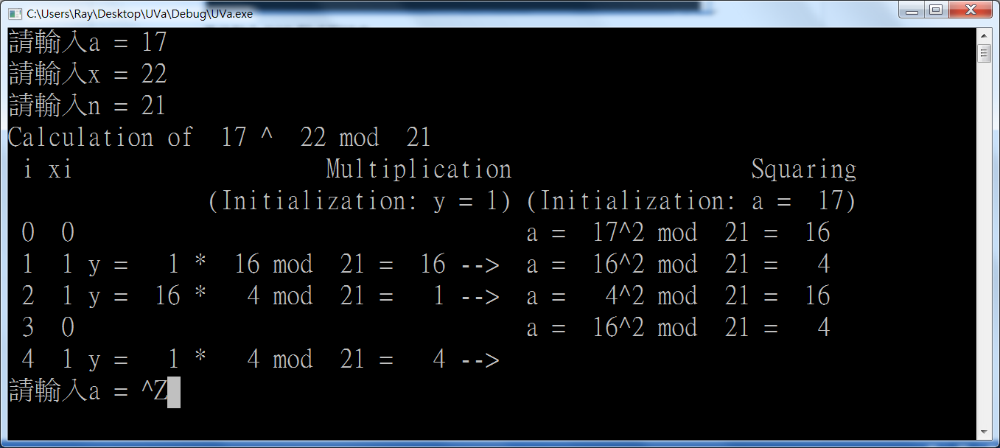 C:\Users\Ray\Desktop\UVa\Debug\UVa.exe
請輸入a = 17
請輸入x = 22
請輸入n = 21
Calculation of  17 ^  22 mod  21
 i xi                   Multiplication                  Squaring
               (Initialization: y = 1) (Initialization: a =  17)
 0  0                                  a =  17^2 mod  21 =  16
 1  1 y =   1 *  16 mod  21 =  16 -->  a =  16^2 mod  21 =   4
 2  1 y =  16 *   4 mod  21 =   1 -->  a =   4^2 mod  21 =  16
 3  0                                  a =  16^2 mod  21 =   4
 4  1 y =   1 *   4 mod  21 =   4 -->
請輸入a = ^Z